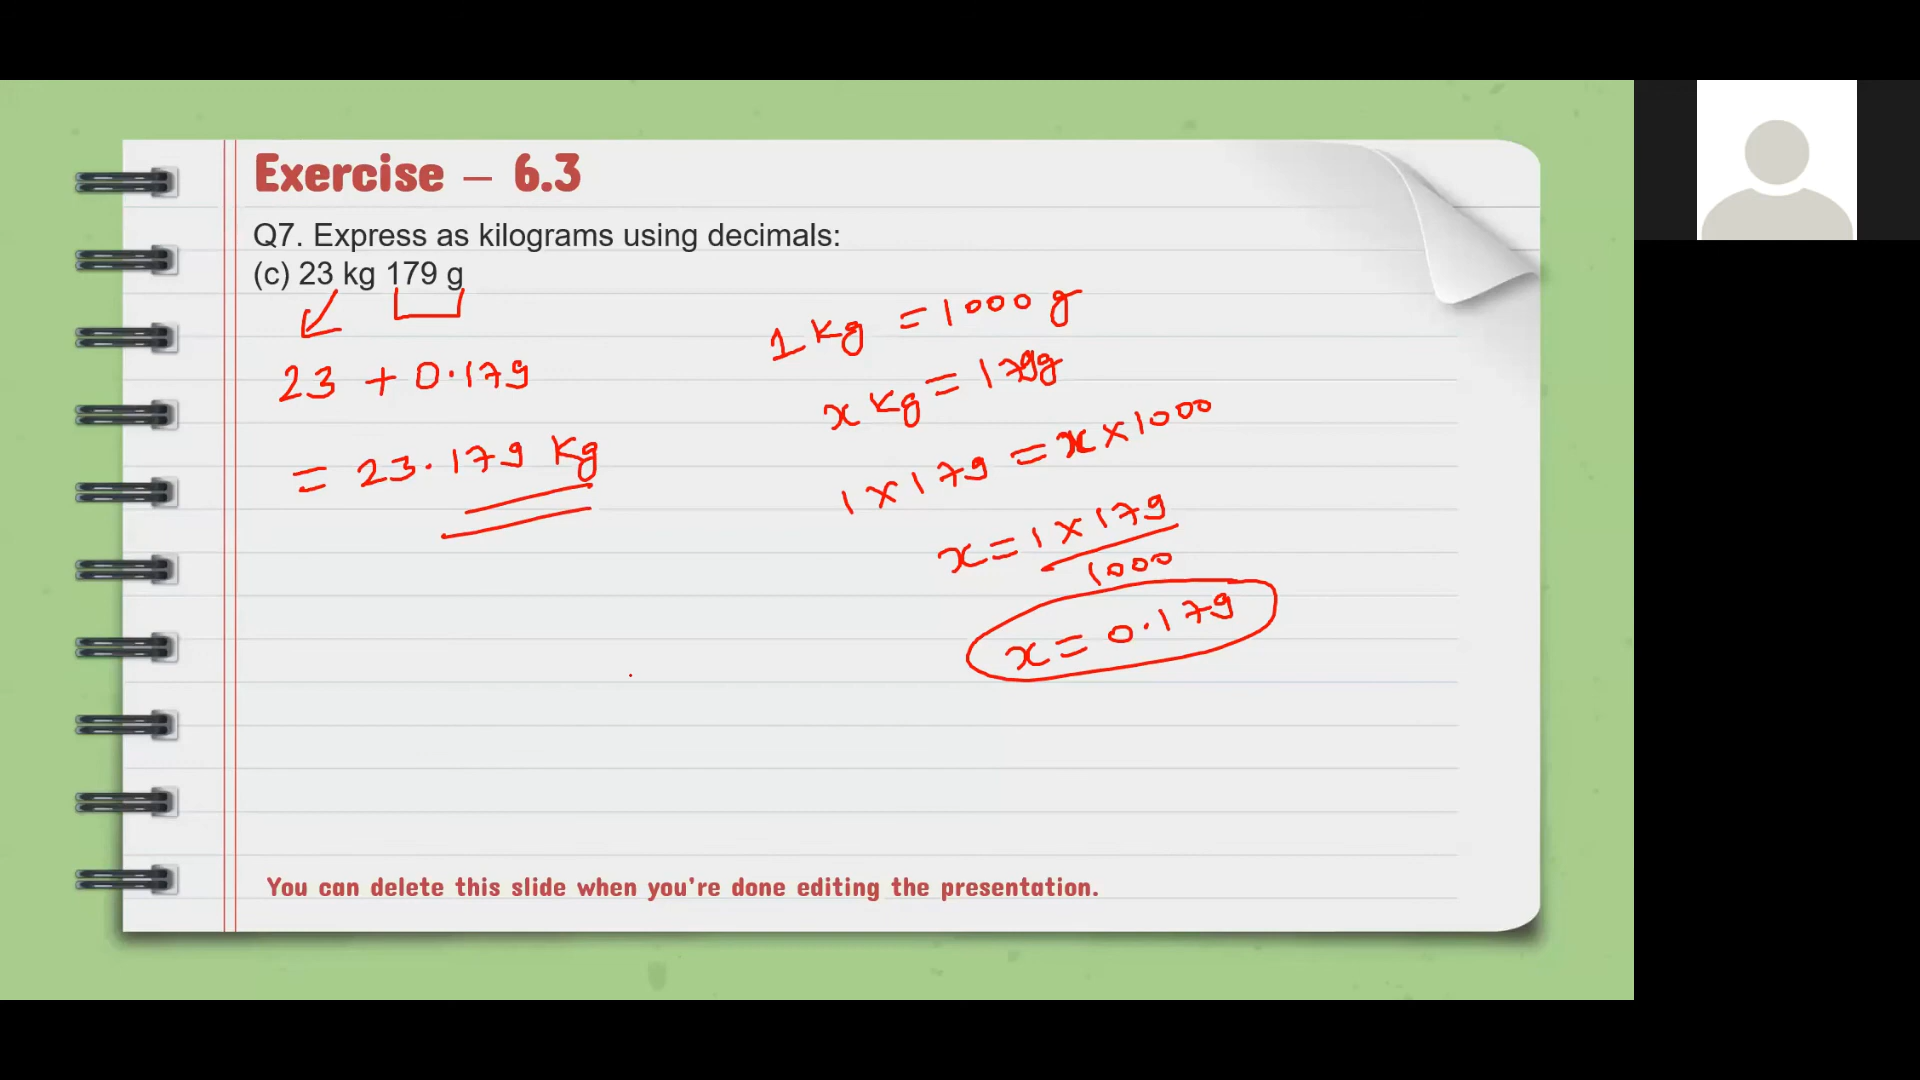 Exercise – 6.3
Q7. Express as kilograms using decimals:
(c) 23 kg 179 g
23 + 0.179
= 23.179 Kg
1 Kg = 1000 g
x Kg = 179g
1 × 179 = x × 1000
x = 1 × 179
1000
x = 0.179
You can delete this slide when you're done editing the presentation.